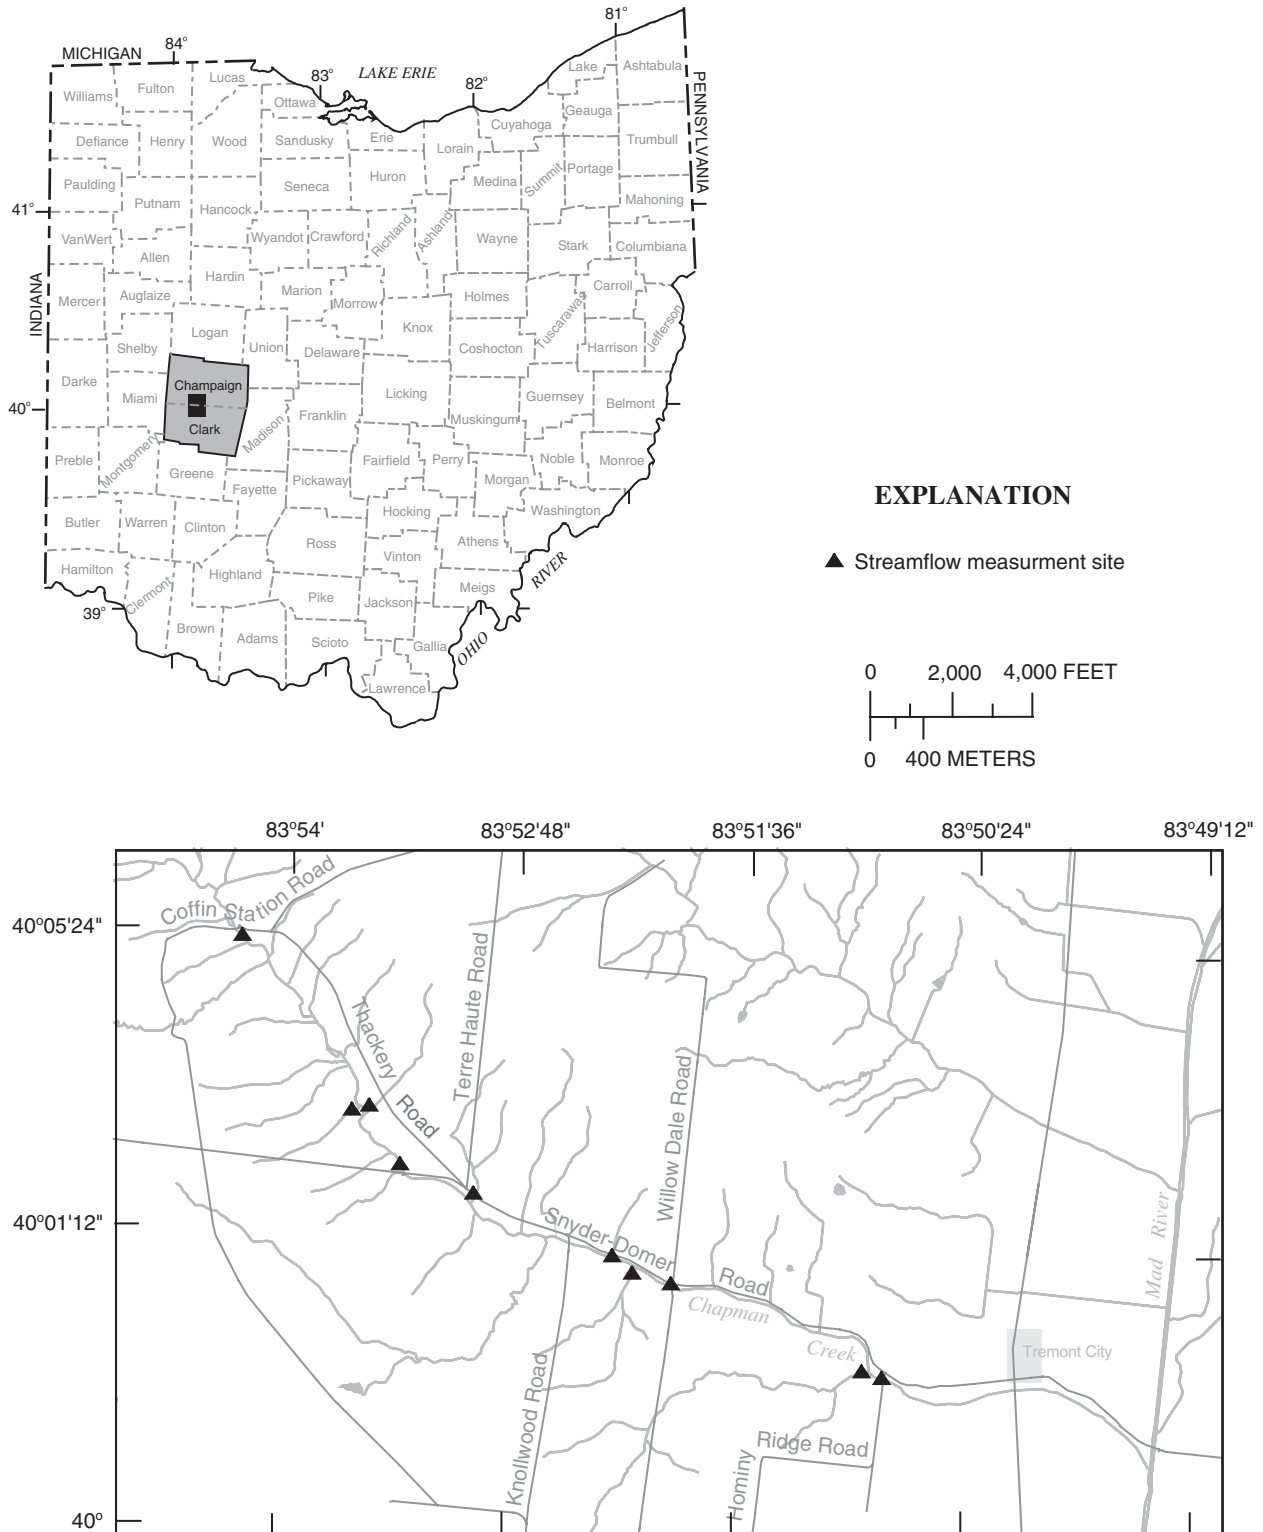 81°
MICHIGAN
84°
83°
LAKE ERIE
82°
PENNSYLVANIA
Williams
Fulton
Lucas
Ottawa
Lake
Ashtabula
Geauga
Cuyahoga
Defiance
Henry
Wood
Sandusky
Erie
Lorain
Trumbull
Paulding
Seneca
Huron
Medina
Summit
Portage
Putnam
Hancock
Mahoning
41°
VanWert
Wyandot
Crawford
Richland
Ashland
Wayne
Stark
Columbiana
Allen
Hardin
INDIANA
Mercer
Auglaize
Marion
Morrow
Holmes
Tuscarawas
Carroll
Jefferson
Shelby
Logan
Union
Delaware
Knox
Coshocton
Harrison
Darke
Miami
Champaign
Licking
Guernsey
Belmont
40°
Clark
Madison
Franklin
Muskingum
Preble
Montgomery
Greene
Fayette
Pickaway
Fairfield
Perry
Noble
Monroe
Morgan
Butler
Warren
Clinton
Hocking
Washington
Ross
Vinton
Athens
Hamilton
Clermont
Highland
Pike
Jackson
Meigs
RIVER
39°
Brown
Adams
Scioto
Gallia
OHIO
Lawrence
EXPLANATION
Streamflow measurment site
0 2,000 4,000 FEET
0 400 METERS
83°54'
83°52'48"
83°51'36"
83°50'24"
83°49'12"
40°05'24"
Coffin Station Road
Thackery
Road
Terre Haute Road
Willow Dale Road
40°01'12"
Snyder-Domer
Road
Chapman
Creek
Mad River
Tremont City
Knollwood Road
Hominy
Ridge Road
40°